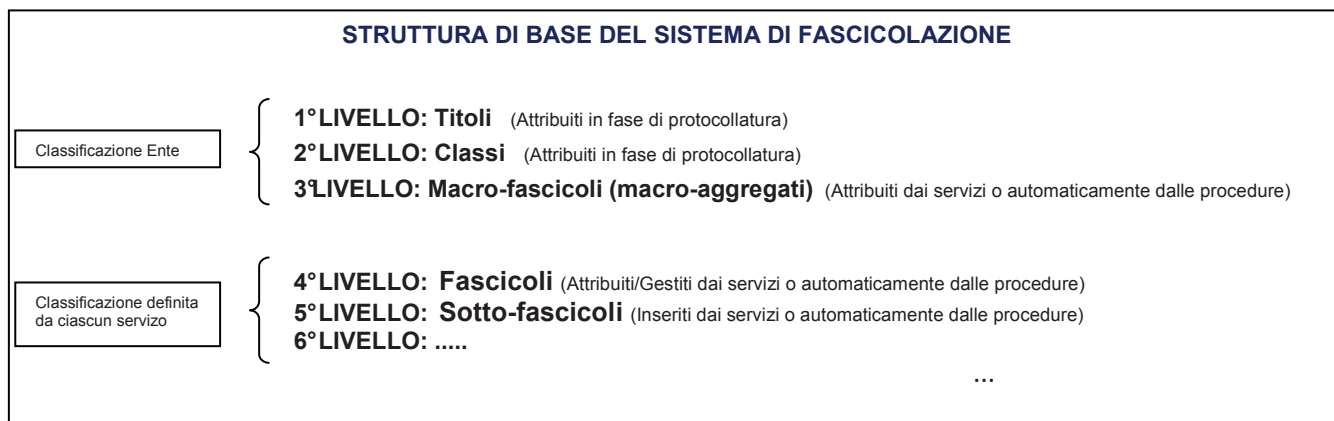 STRUTTURA DI BASE DEL SISTEMA DI FASCICOLAZIONE
Classificazione Ente
1° LIVELLO: Titoli (Attribuiti in fase di protocollatura)
2° LIVELLO: Classi (Attribuiti in fase di protocollatura)
3°LIVELLO: Macro-fascicoli (macro-aggregati) (Attribuiti dai servizi o automaticamente dalle procedure)
Classificazione definita
da ciascun servizo
4° LIVELLO: Fascicoli (Attribuiti/Gestiti dai servizi o automaticamente dalle procedure)
5° LIVELLO: Sotto-fascicoli (Inseriti dai servizi o automaticamente dalle procedure)
6° LIVELLO: .....
...